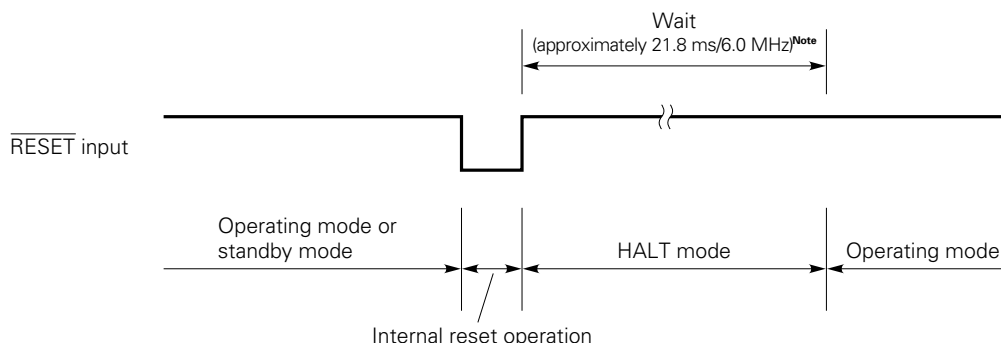 Wait
(approximately 21.8 ms/6.0 MHz)Note
RESET input
Operating mode or
standby mode
HALT mode
Operating mode
Internal reset operation